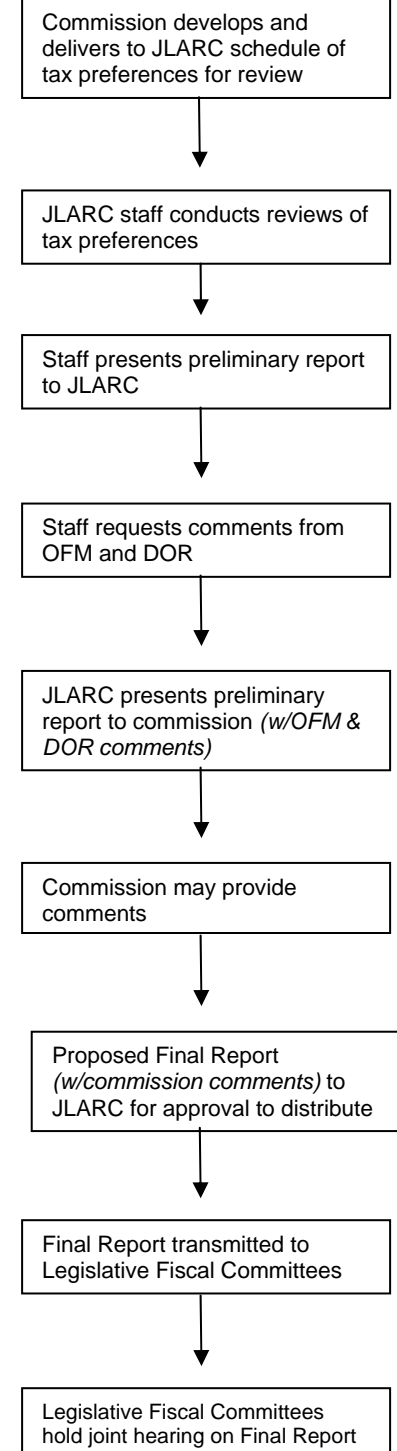 Commission develops and
delivers to JLARC schedule of
tax preferences for review
JLARC staff conducts reviews of
tax preferences
Staff presents preliminary report
to JLARC
Staff requests comments from
OFM and DOR
JLARC presents preliminary
report to commission (w/OFM &
DOR comments)
Commission may provide
comments
Proposed Final Report
(w/commission comments) to
JLARC for approval to distribute
Final Report transmitted to
Legislative Fiscal Committees
Legislative Fiscal Committees
hold joint hearing on Final Report